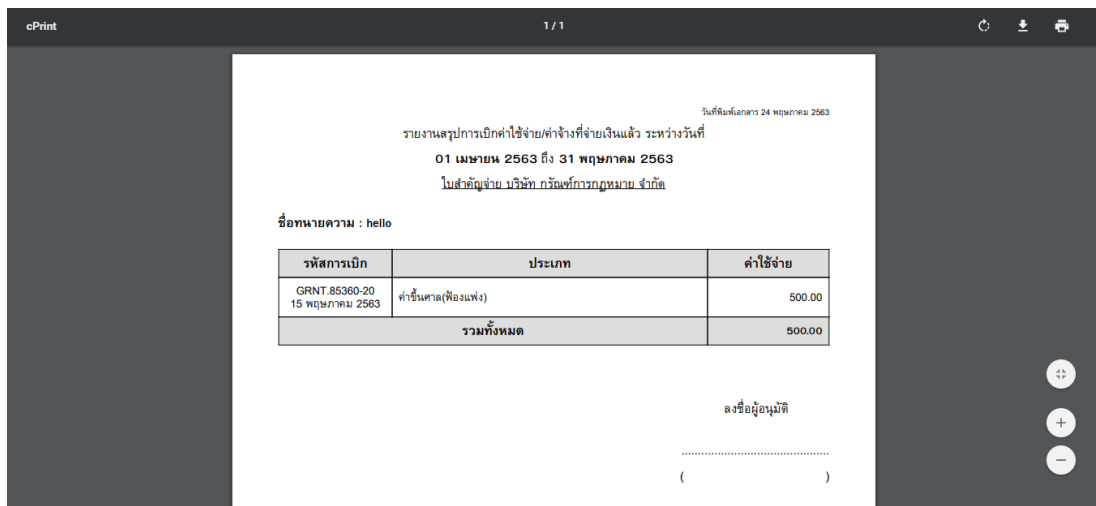 cPrint
1 / 1
วันที่พิมพ์เอกสาร 24 พฤษภาคม 2563
รายงานสรุปการเบิกค่าใช้จ่าย/ค่าจ้างที่จ่ายเงินแล้ว ระหว่างวันที่
01 เมษายน 2563 ถึง 31 พฤษภาคม 2563
ใบสำคัญจ่าย บริษัท กรัณฑ์การกฎหมาย จำกัด
ชื่อทนายความ : hello
รหัสการเบิก ประเภท ค่าใช้จ่าย
GRNT.85360-20
15 พฤษภาคม 2563 ค่าขึ้นศาล(ฟ้องแพ่ง) 500.00
รวมทั้งหมด 500.00
ลงชื่อผู้อนุมัติ
............................................
( )